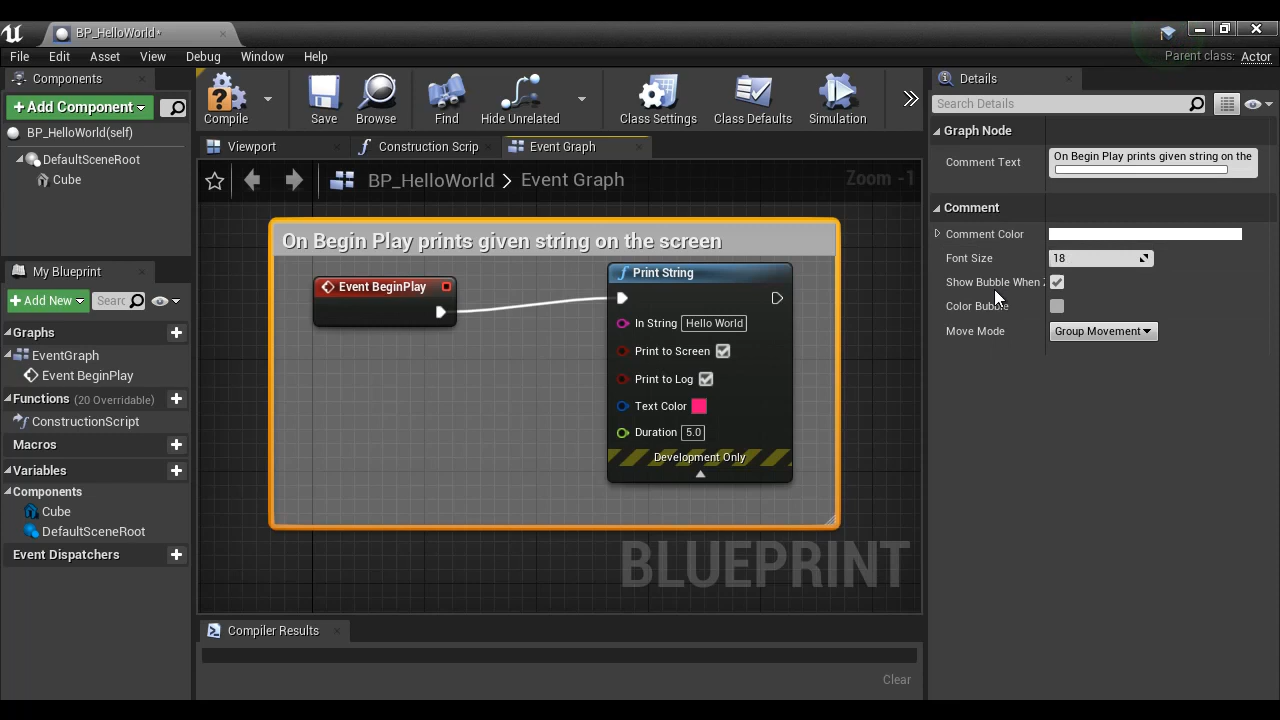 BP_HelloWorld*
File Edit Asset View Debug Window Help
Parent class: Actor
Components
+Add Component
BP_HelloWorld(self)
DefaultSceneRoot
Cube
My Blueprint
+Add New
Searc
Graphs
EventGraph
Event BeginPlay
Functions (20 Overridable)
ConstructionScript
Macros
Variables
Components
Cube
DefaultSceneRoot
Event Dispatchers
Compile Save Browse Find Hide Unrelated Class Settings Class Defaults Simulation
Viewport Construction Scrip Event Graph
BP_HelloWorld > Event Graph
Zoom -1
On Begin Play prints given string on the screen
Event BeginPlay
Print String
In String Hello World
Print to Screen
Print to Log
Text Color
Duration 5.0
Development Only
BLUEPRINT
Compiler Results
Clear
Details
Search Details
Graph Node
Comment Text On Begin Play prints given string on the
Comment
Comment Color
Font Size 18
Show Bubble When
Color Bubble
Move Mode Group Movement